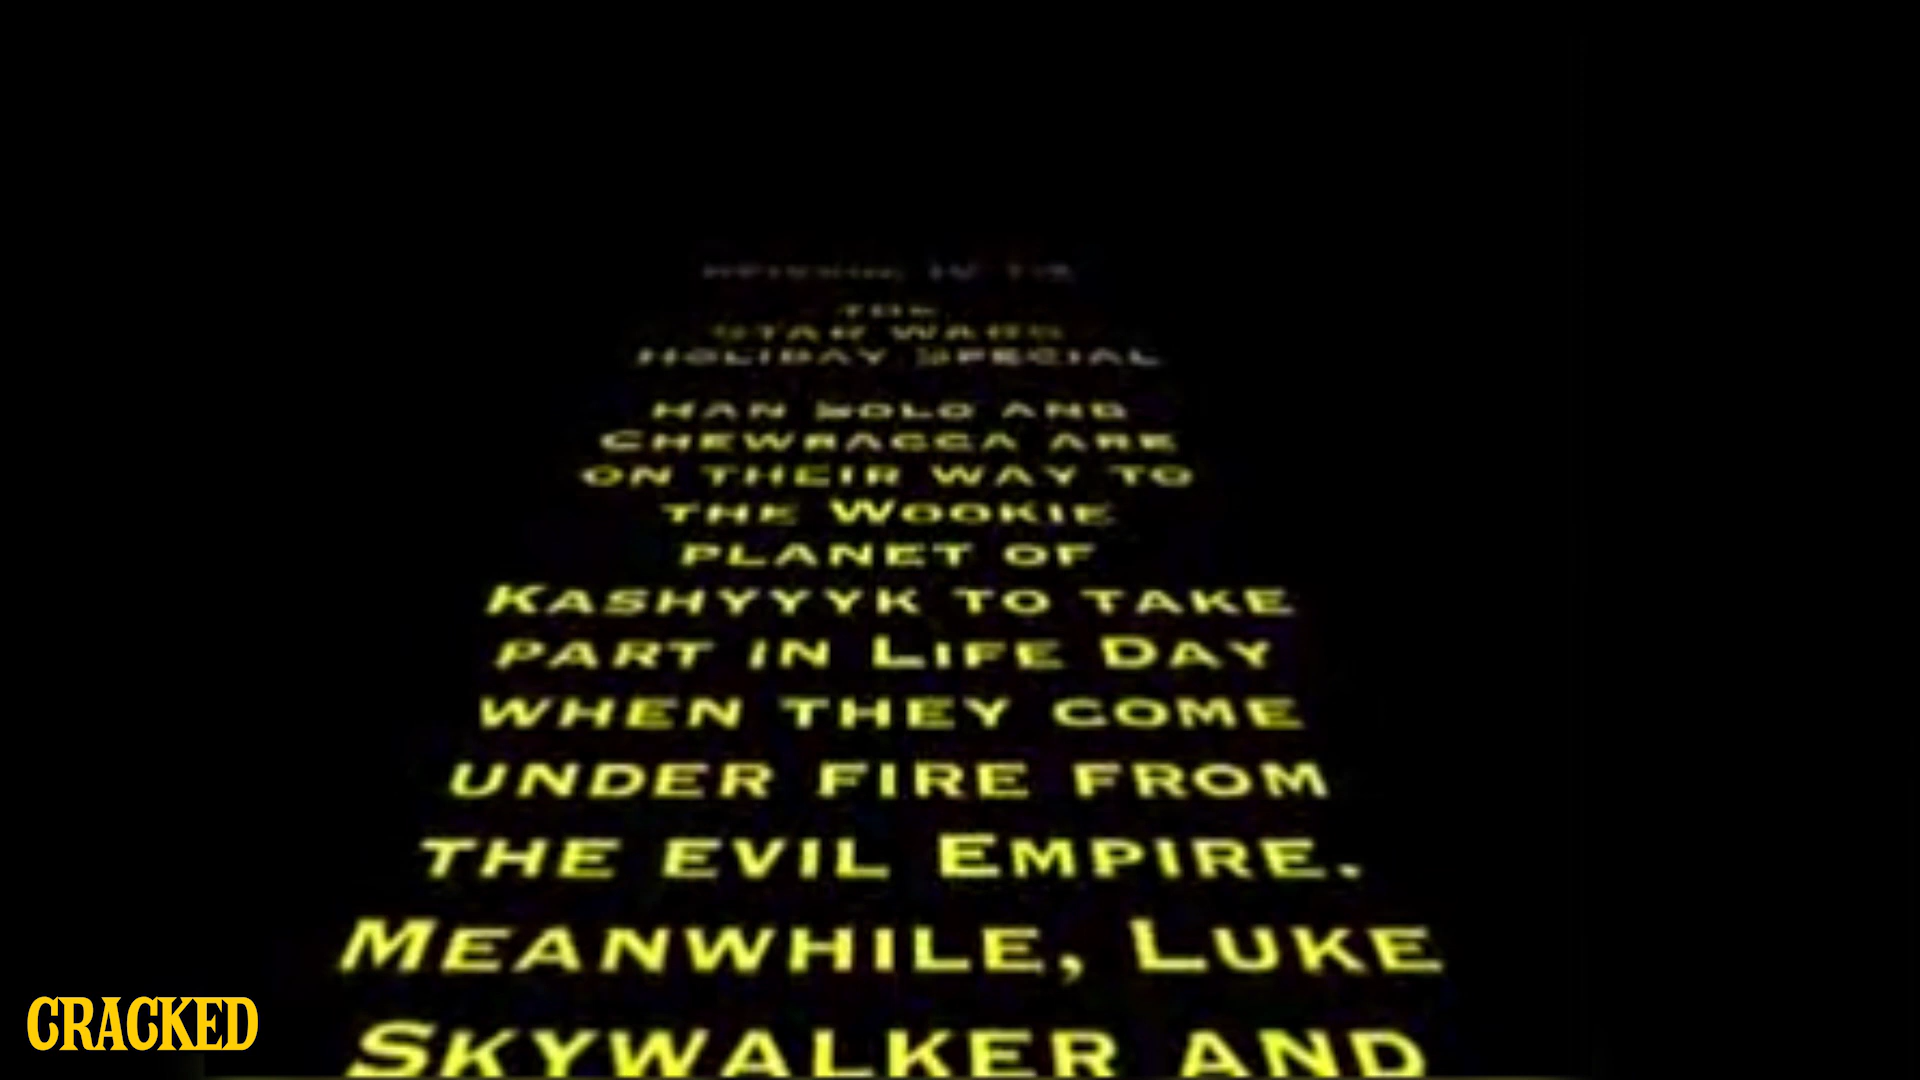 THE
STAR WARS
HOLIDAY SPECIAL
HAN SOLO AND
CHEWBACCA ARE
ON THEIR WAY TO
THE WOOKIE
PLANET OF
KASHYYYK TO TAKE
PART IN LIFE DAY
WHEN THEY COME
UNDER FIRE FROM
THE EVIL EMPIRE.
MEANWHILE, LUKE
SKYWALKER AND
CRACKED